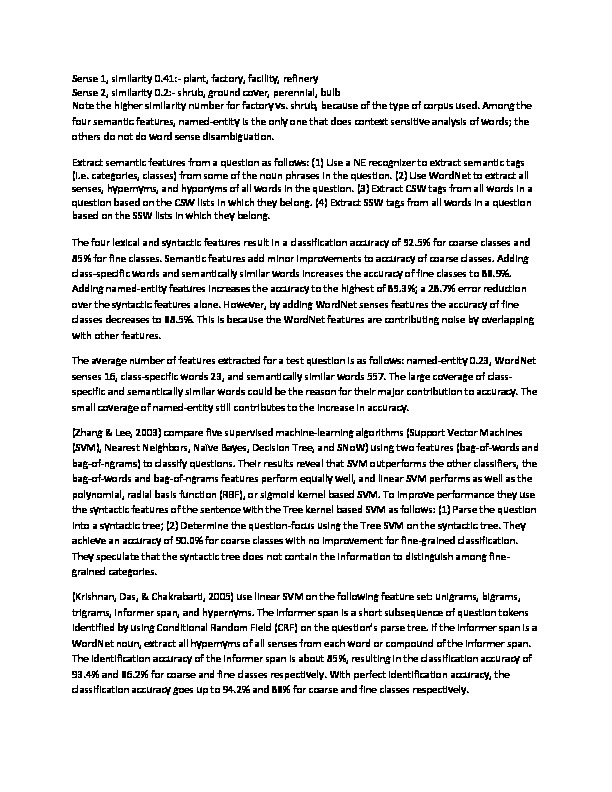 Sense 1, similarity 0.41:- plant, factory, facility, refinery
Sense 2, similarity 0.2:- shrub, ground cover, perennial, bulb
Note the higher similarity number for factory vs. shrub, because of the type of corpus used. Among the
four semantic features, named-entity is the only one that does context sensitive analysis of words; the
others do not do word sense disambiguation.
Extract semantic features from a question as follows: (1) Use a NE recognizer to extract semantic tags
(i.e. categories, classes) from some of the noun phrases in the question. (2) Use WordNet to extract all
senses, hypernyms, and hyponyms of all words in the question. (3) Extract CSW tags from all words in a
question based on the CSW lists in which they belong. (4) Extract SSW tags from all words in a question
based on the SSW lists in which they belong.
The four lexical and syntactic features result in a classification accuracy of 92.5% for coarse classes and
85% for fine classes. Semantic features add minor improvements to accuracy of coarse classes. Adding
class-specific words and semantically similar words increases the accuracy of fine classes to 88.9%.
Adding named-entity features increases the accuracy to the highest of 89.3%; a 28.7% error reduction
over the syntactic features alone. However, by adding WordNet senses features the accuracy of fine
classes decreases to 88.5%. This is because the WordNet features are contributing noise by overlapping
with other features.
The average number of features extracted for a test question is as follows: named-entity 0.23, WordNet
senses 16, class-specific words 23, and semantically similar words 557. The large coverage of class-
specific and semantically similar words could be the reason for their major contribution to accuracy. The
small coverage of named-entity still contributes to the increase in accuracy.
(Zhang & Lee, 2003) compare five supervised machine-learning algorithms (Support Vector Machines
(SVM), Nearest Neighbors, Naïve Bayes, Decision Tree, and SNoW) using two features (bag-of-words and
bag-of-ngrams) to classify questions. Their results reveal that SVM outperforms the other classifiers, the
bag-of-words and bag-of-ngrams features perform equally well, and linear SVM performs as well as the
polynomial, radial basis function (RBF), or sigmoid kernel based SVM. To improve performance they use
the syntactic features of the sentence with the Tree kernel based SVM as follows: (1) Parse the question
into a syntactic tree; (2) Determine the question-focus using the Tree SVM on the syntactic tree. They
achieve an accuracy of 90.0% for coarse classes with no improvement for fine-grained classification.
They speculate that the syntactic tree does not contain the information to distinguish among fine-
grained categories.
(Krishnan, Das, & Chakrabarti, 2005) use linear SVM on the following feature set: unigrams, bigrams,
trigrams, informer span, and hypernyms. The informer span is a short subsequence of question tokens
identified by using Conditional Random Field (CRF) on the question's parse tree. If the informer span is a
WordNet noun, extract all hypernyms of all senses from each word or compound of the informer span.
The identification accuracy of the informer span is about 85%, resulting in the classification accuracy of
93.4% and 86.2% for coarse and fine classes respectively. With perfect identification accuracy, the
classification accuracy goes up to 94.2% and 88% for coarse and fine classes respectively.